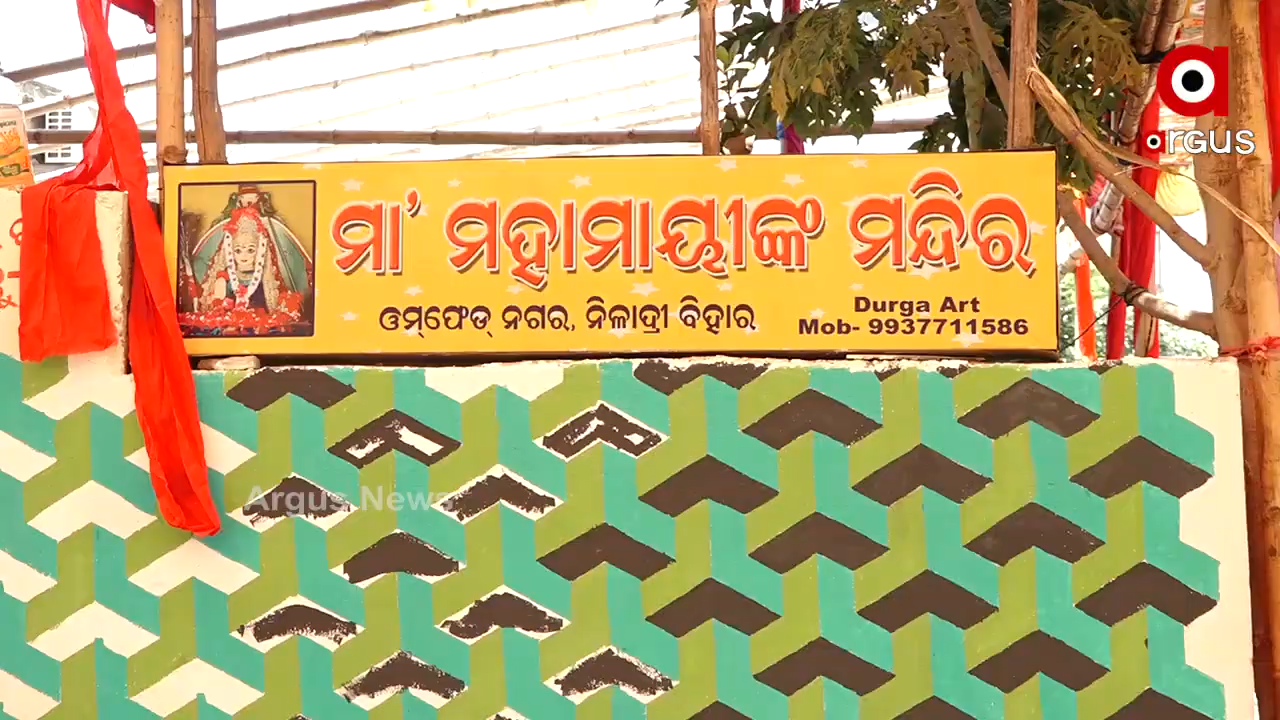 argus
ମା' ମହାମାୟୀଙ୍କ ମନ୍ଦିର
ଓମ୍‌ଫେଡ୍ ନଗର, ନିଳାଦ୍ରୀ ବିହାର
Durga Art
Mob- 9937711586
Argus News